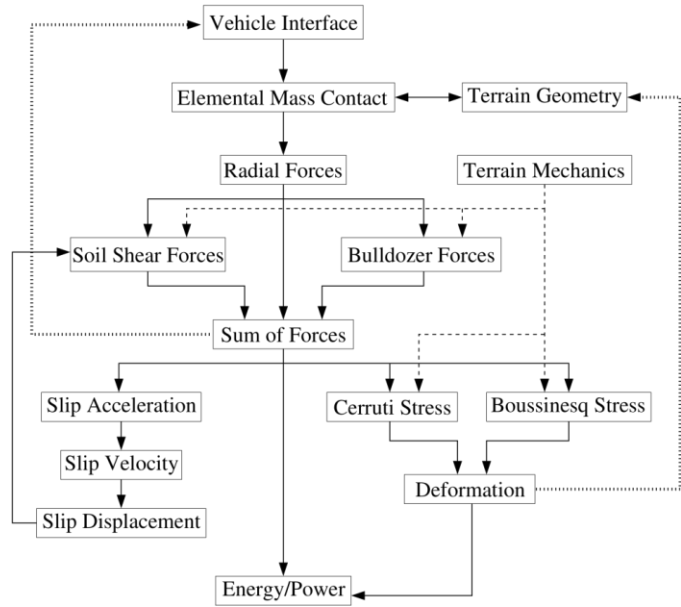 Vehicle Interface
Elemental Mass Contact
Terrain Geometry
Radial Forces
Terrain Mechanics
Soil Shear Forces
Bulldozer Forces
Sum of Forces
Slip Acceleration
Cerruti Stress
Boussinesq Stress
Slip Velocity
Deformation
Slip Displacement
Energy/Power